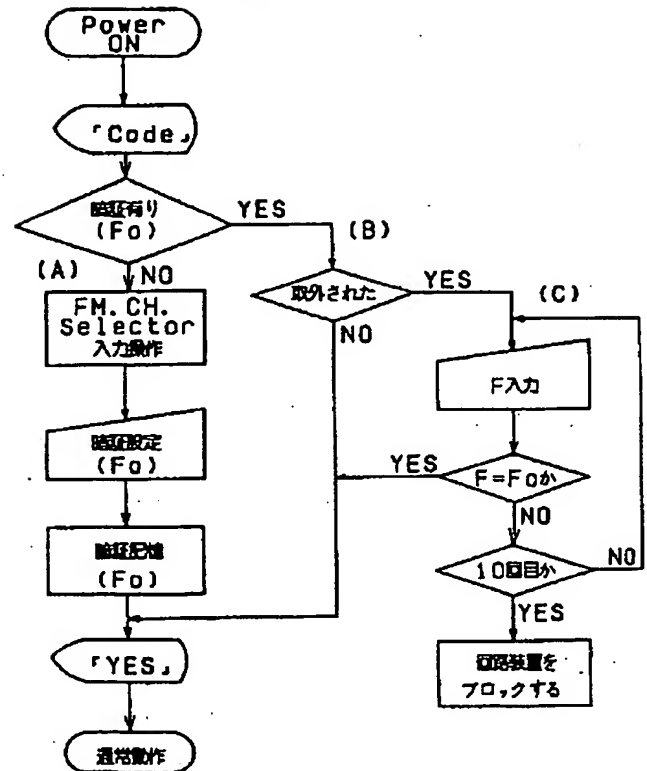 Power
ON
「Code」
暗証有り
(Fo)
YES
(B)
(A)
NO
取外された
YES
(C)
FM. CH.
Selector
入力操作
NO
F入力
暗証設定
(Fo)
YES
F=Foか
NO
暗証記憶
(Fo)
10回目か
NO
YES
「YES」
回路装置を
ブロックする
通常動作